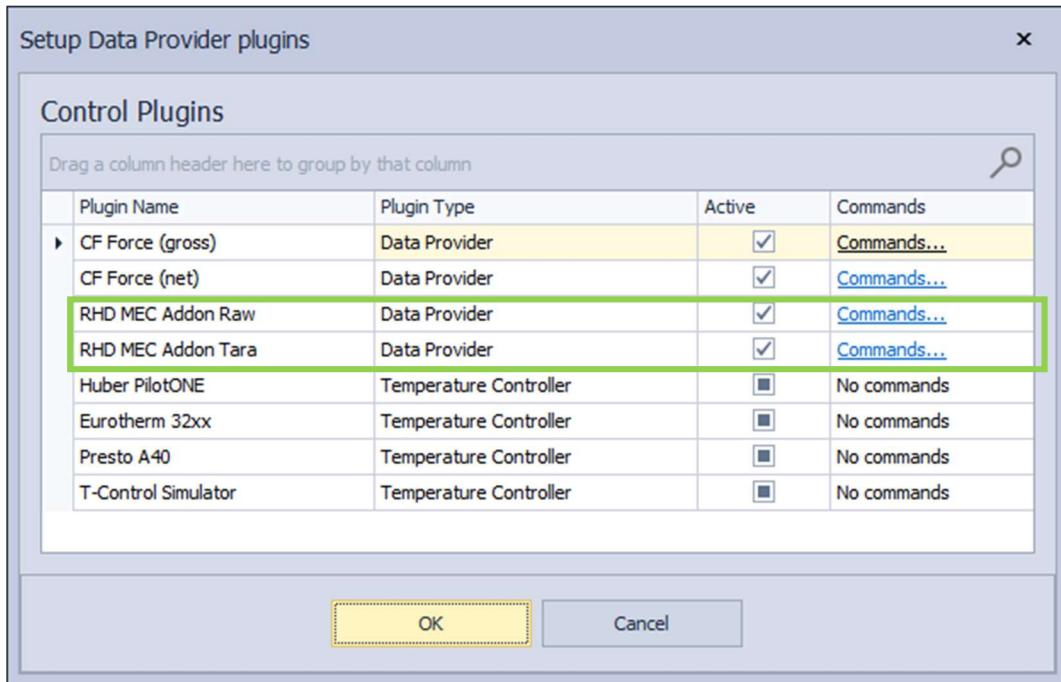 Setup Data Provider plugins
Control Plugins
Drag a column header here to group by that column
Plugin Name Plugin Type Active Commands
CF Force (gross) Data Provider Commands...
CF Force (net) Data Provider Commands...
RHD MEC Addon Raw Data Provider Commands...
RHD MEC Addon Tara Data Provider Commands...
Huber PilotONE Temperature Controller No commands
Eurotherm 32xx Temperature Controller No commands
Presto A40 Temperature Controller No commands
T-Control Simulator Temperature Controller No commands
OK Cancel